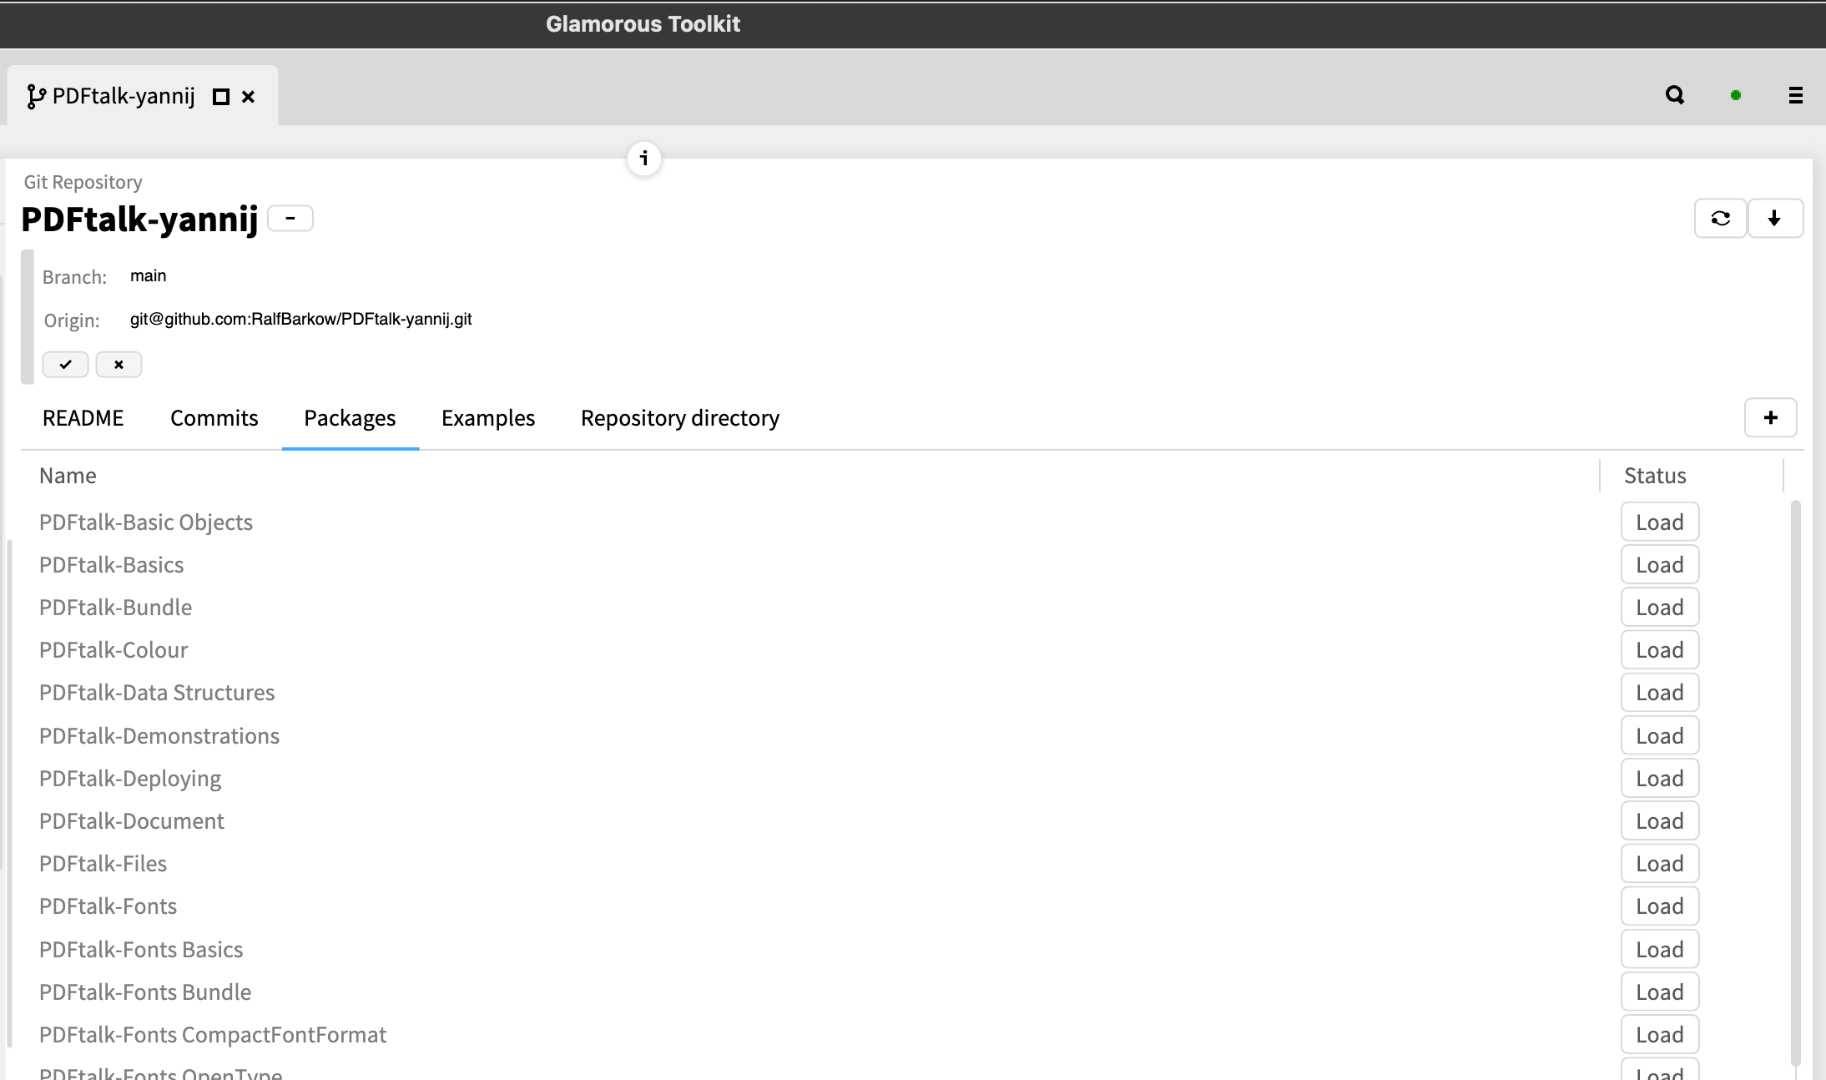 Glamorous Toolkit
PDFtalk-yannij
Git Repository
PDFtalk-yannij
Branch: main
Origin: git@github.com:RalfBarkow/PDFtalk-yannij.git
README Commits Packages Examples Repository directory
Name Status
PDFtalk-Basic Objects Load
PDFtalk-Basics Load
PDFtalk-Bundle Load
PDFtalk-Colour Load
PDFtalk-Data Structures Load
PDFtalk-Demonstrations Load
PDFtalk-Deploying Load
PDFtalk-Document Load
PDFtalk-Files Load
PDFtalk-Fonts Load
PDFtalk-Fonts Basics Load
PDFtalk-Fonts Bundle Load
PDFtalk-Fonts CompactFontFormat Load
PDFtalk-Fonts OpenType Load